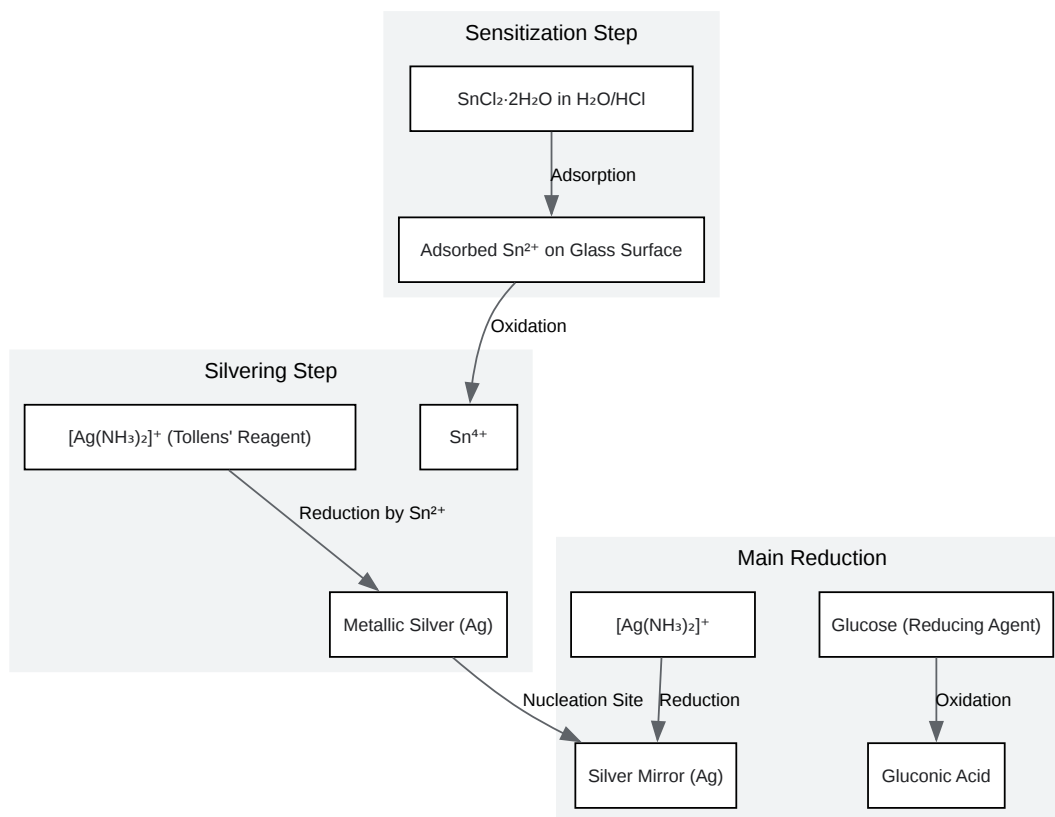 Sensitization Step
SnCl₂·2H₂O in H₂O/HCl
Adsorption
Adsorbed Sn²⁺ on Glass Surface
Oxidation
Silvering Step
[Ag(NH₃)₂]⁺ (Tollens' Reagent)
Sn⁴⁺
Reduction by Sn²⁺
Metallic Silver (Ag)
Main Reduction
[Ag(NH₃)₂]⁺
Glucose (Reducing Agent)
Nucleation Site
Reduction
Oxidation
Silver Mirror (Ag)
Gluconic Acid